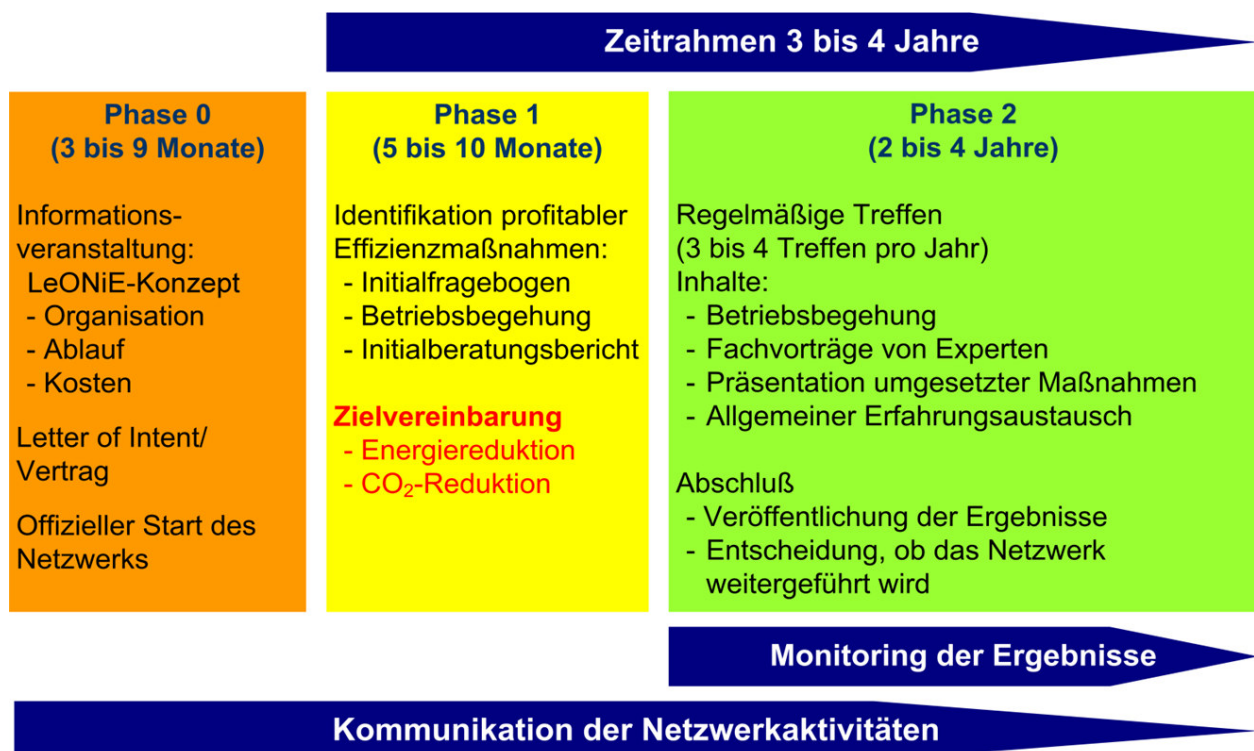 Zeitrahmen 3 bis 4 Jahre
Phase 0
(3 bis 9 Monate)
Informations-
veranstaltung:
LeONiE-Konzept
- Organisation
- Ablauf
- Kosten
Letter of Intent/
Vertrag
Offizieller Start des
Netzwerks
Phase 1
(5 bis 10 Monate)
Identifikation profitabler
Effizienzmaßnahmen:
- Initialfragebogen
- Betriebsbegehung
- Initialberatungsbericht
Zielvereinbarung
- Energiereduktion
- CO₂-Reduktion
Phase 2
(2 bis 4 Jahre)
Regelmäßige Treffen
(3 bis 4 Treffen pro Jahr)
Inhalte:
- Betriebsbegehung
- Fachvorträge von Experten
- Präsentation umgesetzter Maßnahmen
- Allgemeiner Erfahrungsaustausch
Abschluß
- Veröffentlichung der Ergebnisse
- Entscheidung, ob das Netzwerk
weitergeführt wird
Monitoring der Ergebnisse
Kommunikation der Netzwerkaktivitäten